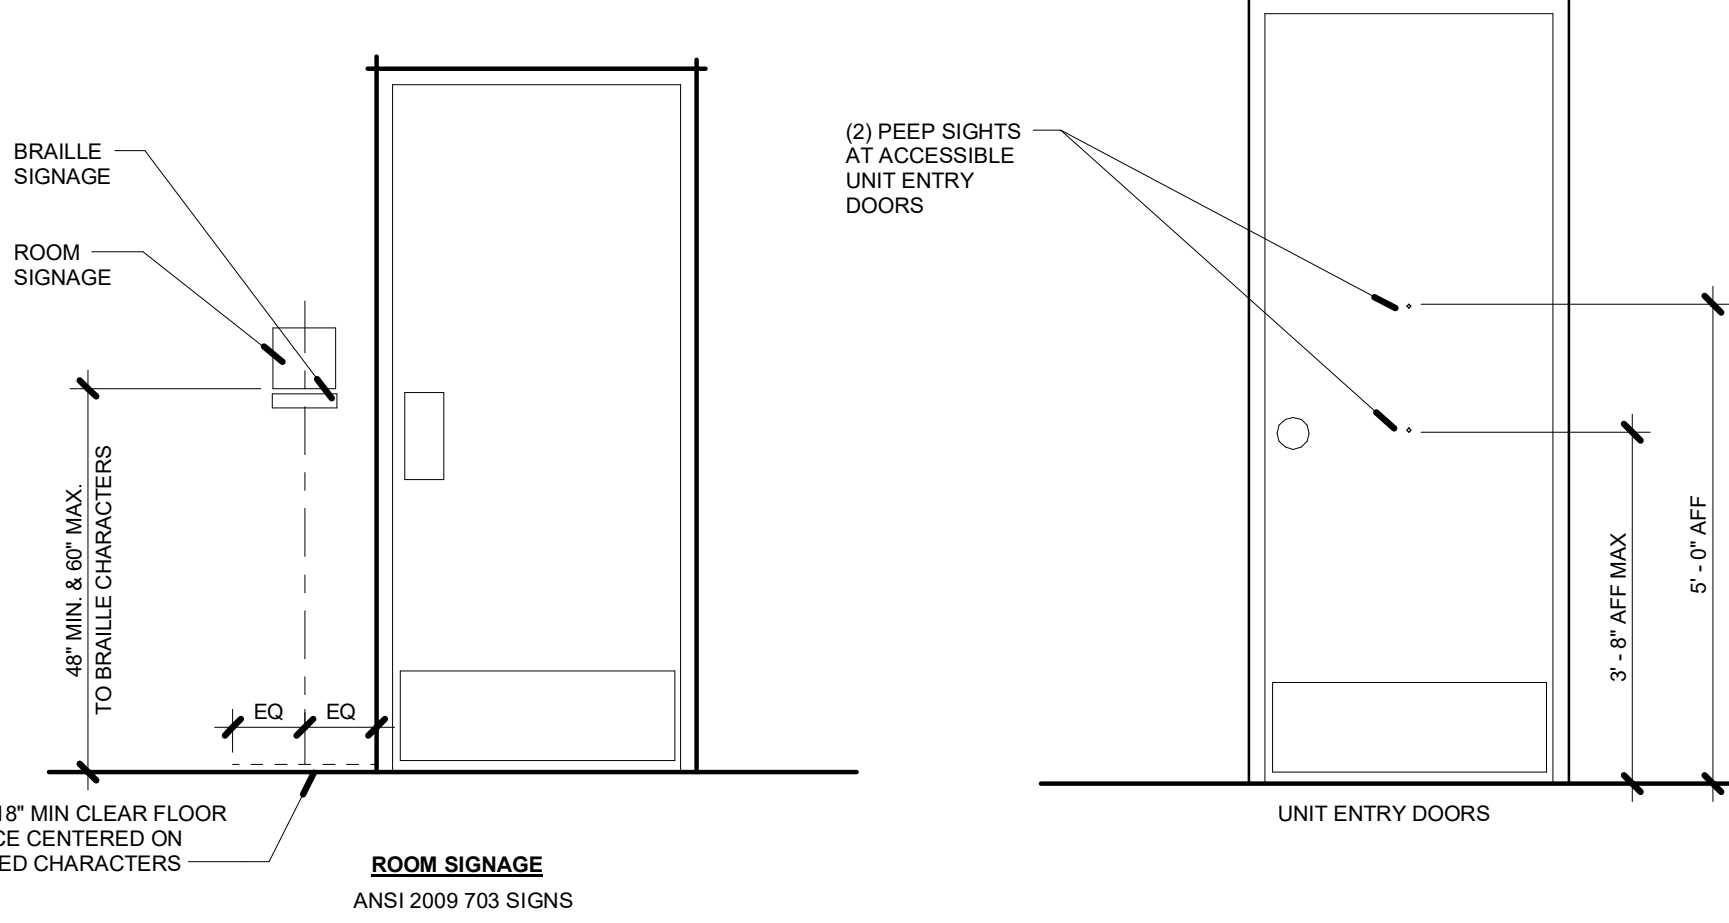 BRAILLE
SIGNAGE
ROOM
SIGNAGE
48" MIN. & 60" MAX.
TO BRAILLE CHARACTERS
EQ
EQ
18" MIN CLEAR FLOOR
CENTERED ON
CHARACTERS
ROOM SIGNAGE
ANSI 2009 703 SIGNS
(2) PEEP SIGHTS
AT ACCESSIBLE
UNIT ENTRY
DOORS
3' - 8" AFF MAX
5' - 0" AFF
UNIT ENTRY DOORS